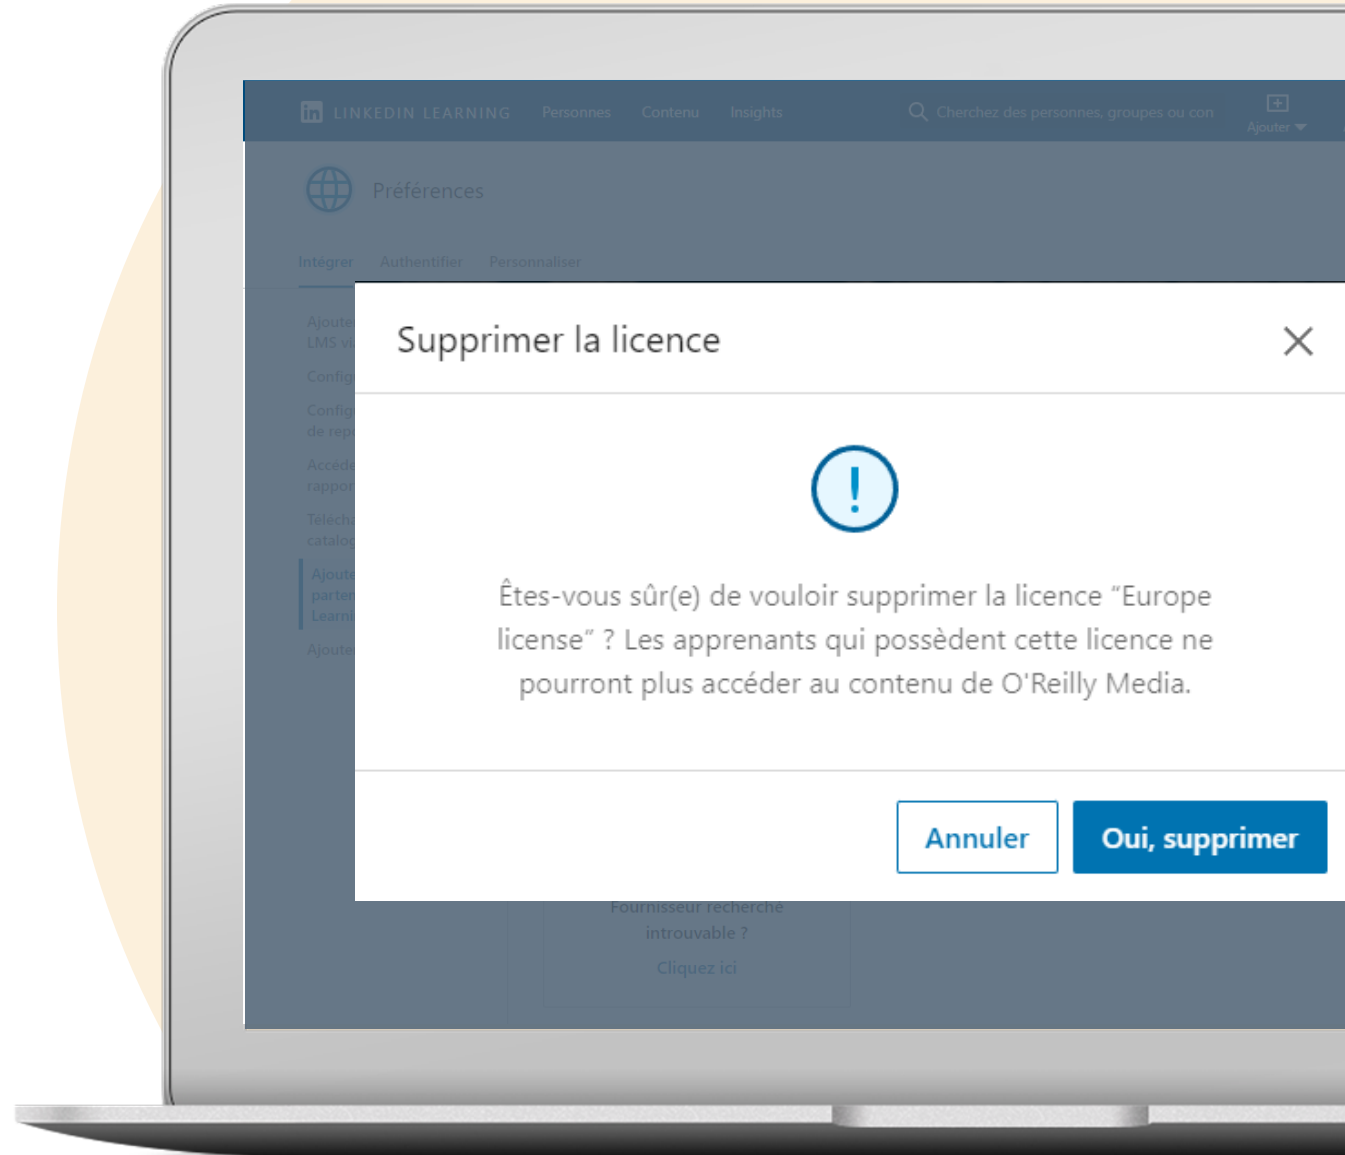 in LINKEDIN LEARNING Personnes Contenu Insights Cherchez des personnes, groupes ou con
Ajouter
Préférences
Intégrer Authentifier Personnaliser
Supprimer la licence
Êtes-vous sûr(e) de vouloir supprimer la licence “Europe
license” ? Les apprenants qui possèdent cette licence ne
pourront plus accéder au contenu de O'Reilly Media.
Annuler Oui, supprimer
Fournisseur recherché
introuvable ?
Cliquez ici